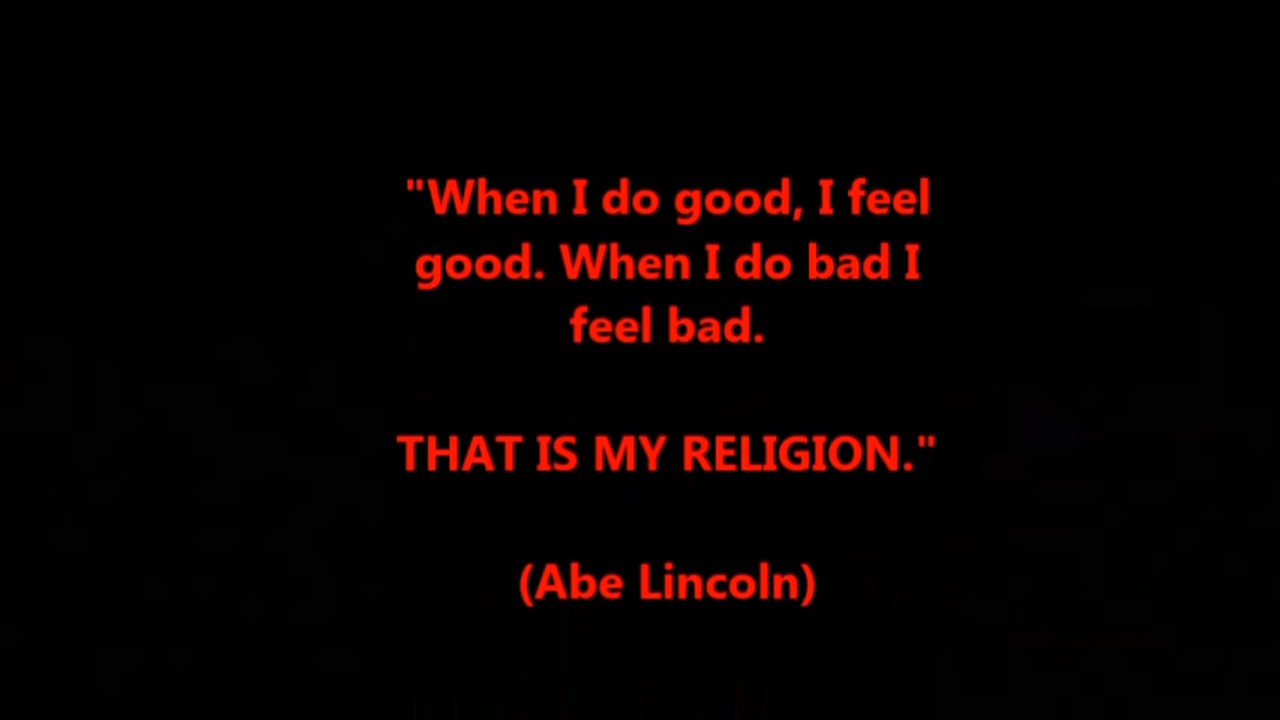 "When I do good, I feel
good. When I do bad I
feel bad.
THAT IS MY RELIGION."
(Abe Lincoln)